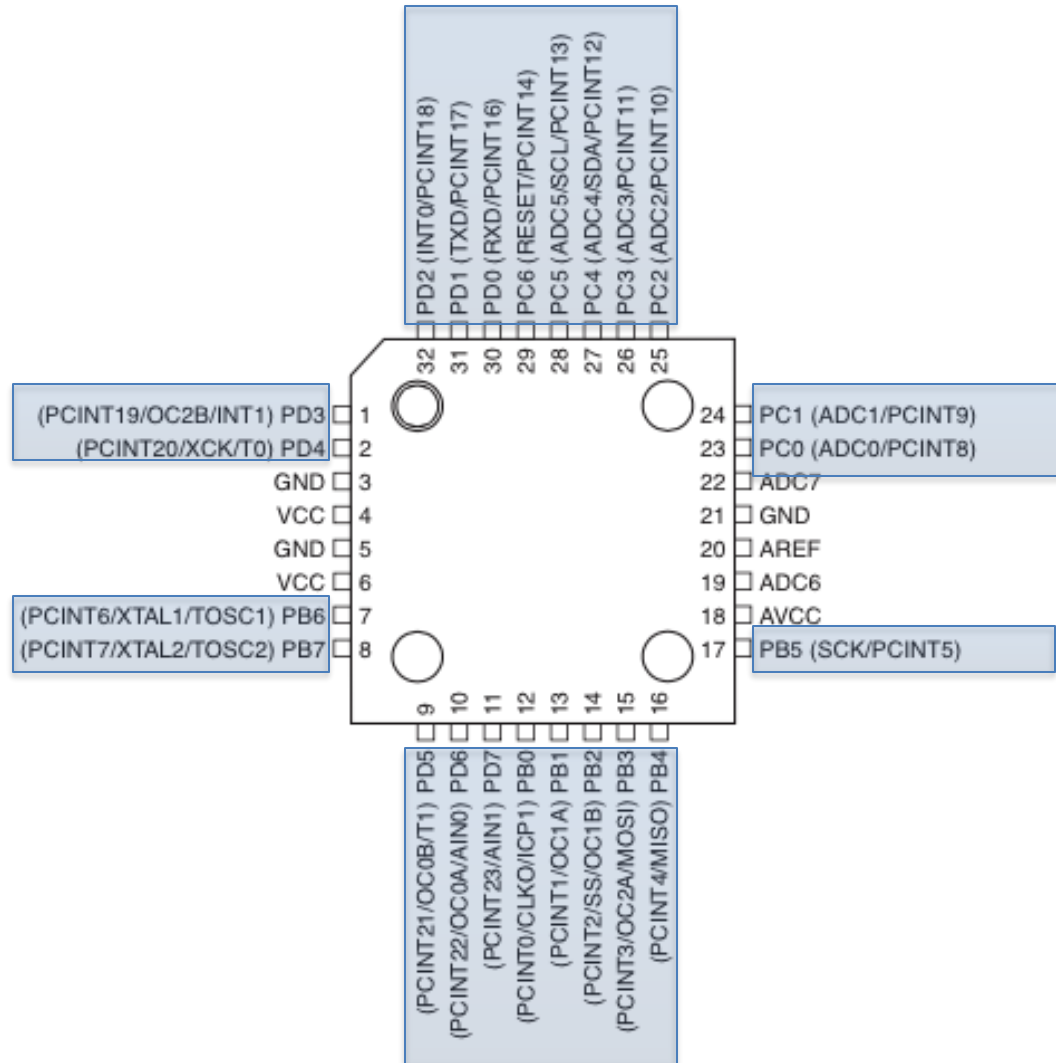 PD2 (INT0/PCINT18)
PD1 (TXD/PCINT17)
PD0 (RXD/PCINT16)
PC6 (RESET/PCINT14)
PC5 (ADC5/SCL/PCINT13)
PC4 (ADC4/SDA/PCINT12)
PC3 (ADC3/PCINT11)
PC2 (ADC2/PCINT10)
32
31
30
29
28
27
26
25
(PCINT19/OC2B/INT1) PD3 1
(PCINT20/XCK/T0) PD4 2
GND 3
VCC 4
GND 5
VCC 6
(PCINT6/XTAL1/TOSC1) PB6 7
(PCINT7/XTAL2/TOSC2) PB7 8
24 PC1 (ADC1/PCINT9)
23 PC0 (ADC0/PCINT8)
22 ADC7
21 GND
20 AREF
19 ADC6
18 AVCC
17 PB5 (SCK/PCINT5)
9
10
11
12
13
14
15
16
(PCINT21/OC0B/T1) PD5
(PCINT22/OC0A/AIN0) PD6
(PCINT23/AIN1) PD7
(PCINT0/CLKO/ICP1) PB0
(PCINT1/OC1A) PB1
(PCINT2/SS/OC1B) PB2
(PCINT3/OC2A/MOSI) PB3
(PCINT4/MISO) PB4